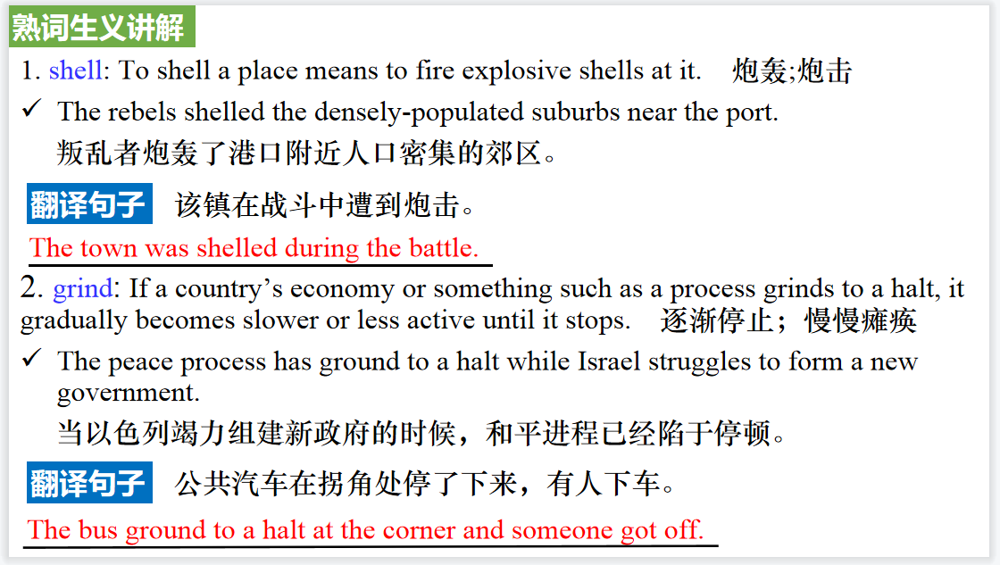 熟词生义讲解
1. shell: To shell a place means to fire explosive shells at it. 炮轰;炮击
✓ The rebels shelled the densely-populated suburbs near the port.
叛乱者炮轰了港口附近人口密集的郊区。
翻译句子 该镇在战斗中遭到炮击。
The town was shelled during the battle.
2. grind: If a country’s economy or something such as a process grinds to a halt, it
gradually becomes slower or less active until it stops. 逐渐停止；慢慢瘫痪
✓ The peace process has ground to a halt while Israel struggles to form a new
government.
当以色列竭力组建新政府的时候，和平进程已经陷于停顿。
翻译句子 公共汽车在拐角处停了下来，有人下车。
The bus ground to a halt at the corner and someone got off.